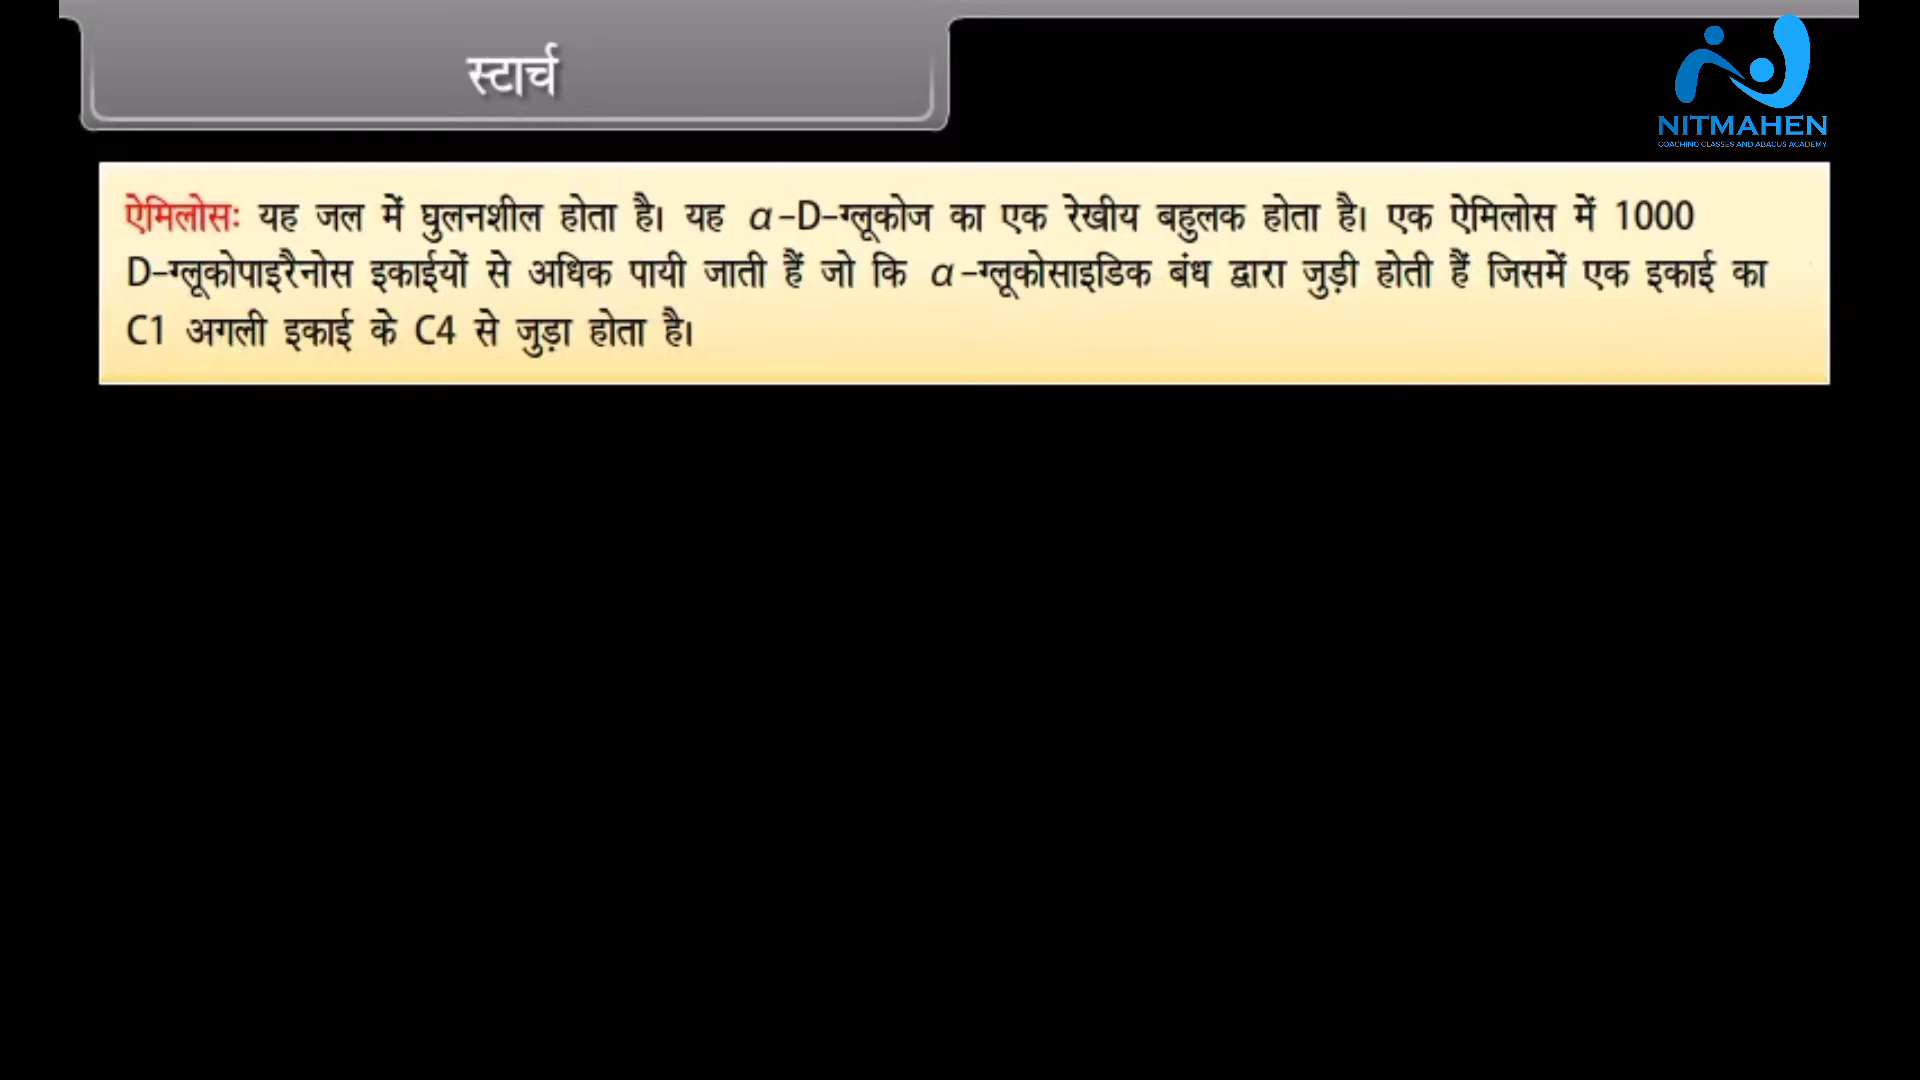 स्टार्च
NITMAHEN
COACHING CLASSES AND ABACUS ACADEMY
ऐमिलोसः यह जल में घुलनशील होता है। यह α-D-ग्लूकोज का एक रेखीय बहुलक होता है। एक ऐमिलोस में 1000
D-ग्लूकोपाइरैनोस इकाईयों से अधिक पायी जाती हैं जो कि α-ग्लूकोसाइडिक बंध द्वारा जुड़ी होती हैं जिसमें एक इकाई का
C1 अगली इकाई के C4 से जुड़ा होता है।